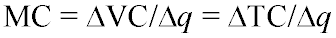 MC = ΔVC/Δq = ΔTC/Δq